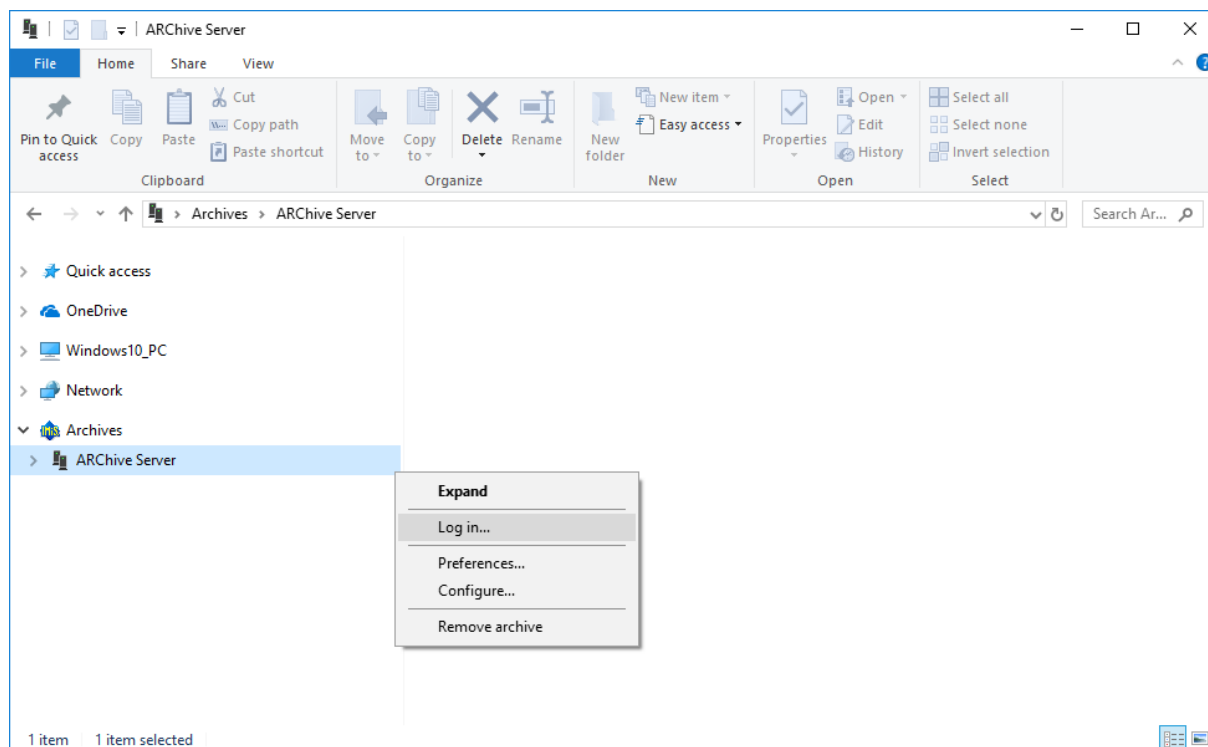 ARChive Server
File Home Share View
Pin to Quick access
Copy
Paste
Cut
Copy path
Paste shortcut
Clipboard
Move to
Copy to
Delete
Rename
Organize
New folder
New item
Easy access
New
Properties
Open
Edit
History
Open
Select all
Select none
Invert selection
Select
Archives > ARChive Server
Search Ar...
Quick access
OneDrive
Windows10_PC
Network
Archives
ARChive Server
Expand
Log in...
Preferences...
Configure...
Remove archive
1 item 1 item selected